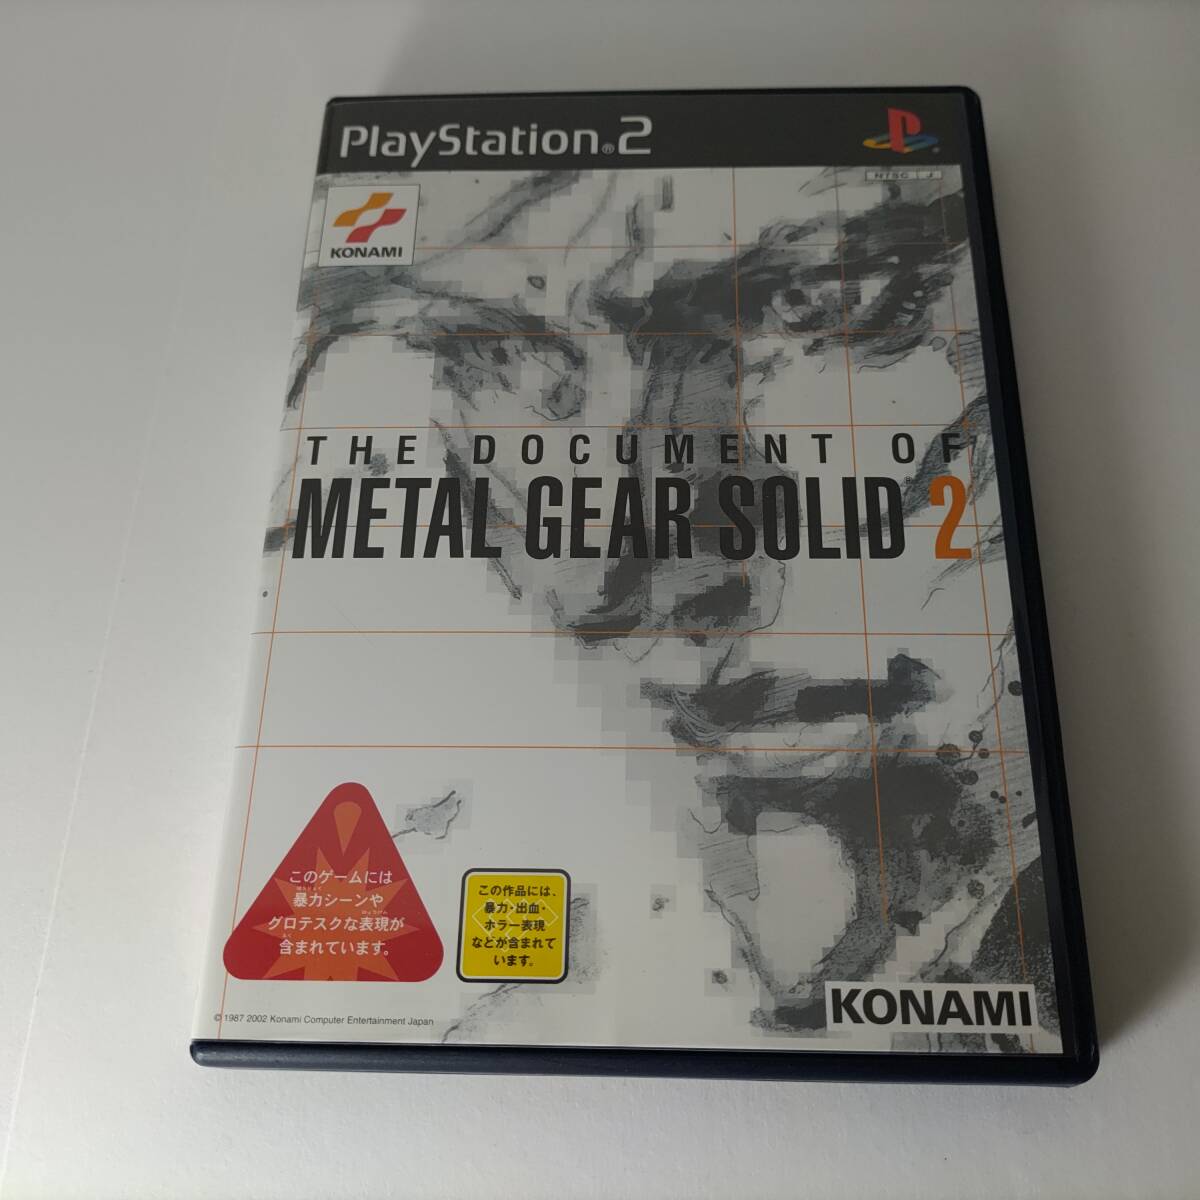 PlayStation®2
NTSC J
KONAMI
THE DOCUMENT OF
METAL GEAR SOLID® 2
このゲームには
暴力シーンや
グロテスクな表現が
含まれています。
この作品には、
暴力・出血・
ホラー表現
などが含まれて
います。
KONAMI
© 1987 2002 Konami Computer Entertainment Japan